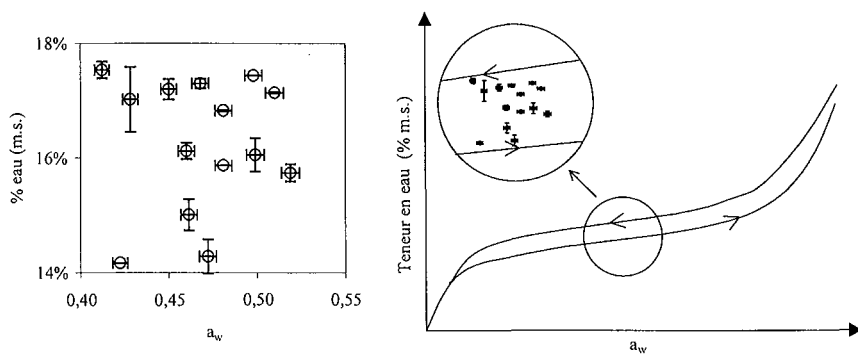 18%
16%
14%
% eau (m.s.)
0,40 0,45 0,50 0,55
a_w
Teneur en eau (% m.s.)
a_w